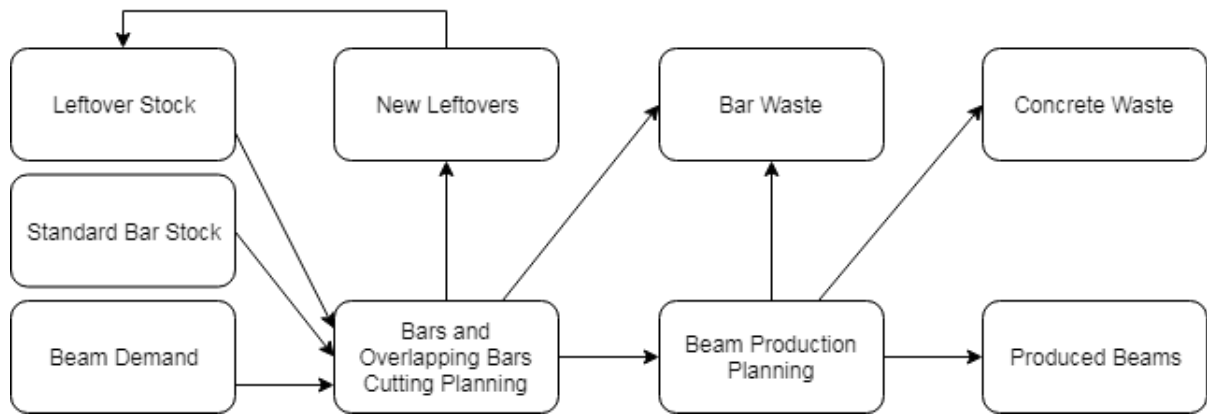 Leftover Stock
New Leftovers
Bar Waste
Concrete Waste
Standard Bar Stock
Beam Demand
Bars and
Overlapping Bars
Cutting Planning
Beam Production
Planning
Produced Beams